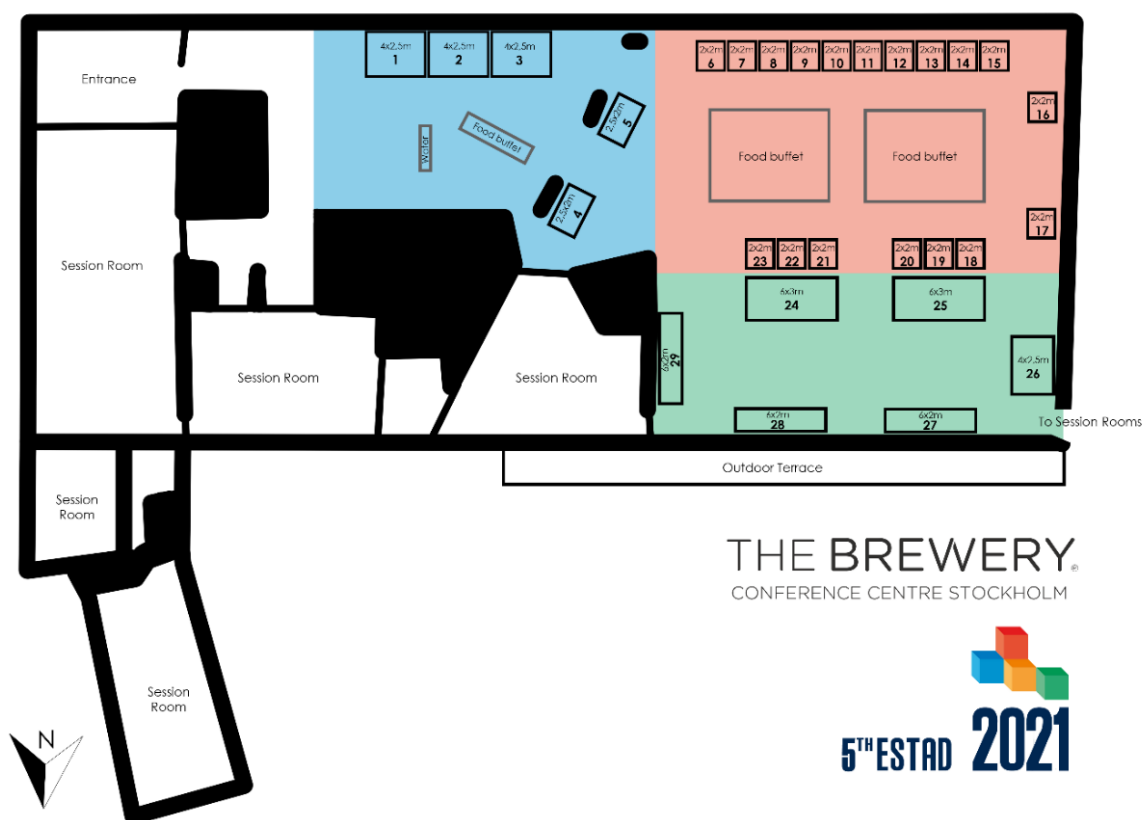 Entrance
4x2,5m
1
4x2,5m
2
4x2,5m
3
2,5x2m
5
2,5x2m
4
Water
Food buffet
2x2m
6
2x2m
7
2x2m
8
2x2m
9
2x2m
10
2x2m
11
2x2m
12
2x2m
13
2x2m
14
2x2m
15
2x2m
16
Food buffet
Food buffet
2x2m
17
2x2m
23
2x2m
22
2x2m
21
2x2m
20
2x2m
19
2x2m
18
Session Room
6x3m
24
6x3m
25
4x2,5m
26
6x2m
29
Session Room
Session Room
6x2m
28
6x2m
27
To Session Rooms
Outdoor Terrace
Session
Room
THE BREWERY®
CONFERENCE CENTRE STOCKHOLM
Session
Room
N
5TH ESTAD 2021